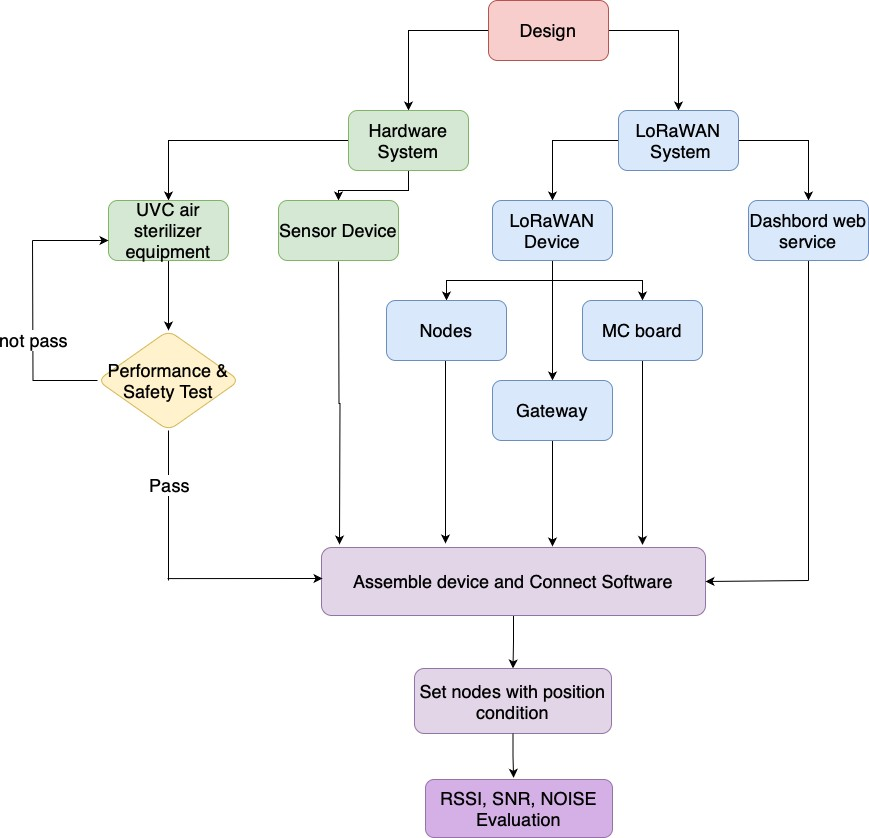 Design
Hardware
System
LoRaWAN
System
UVC air
sterilizer
equipment
Sensor Device
LoRaWAN
Device
Dashbord web
service
Nodes
MC board
not pass
Performance &
Safety Test
Gateway
Pass
Assemble device and Connect Software
Set nodes with position
condition
RSSI, SNR, NOISE
Evaluation